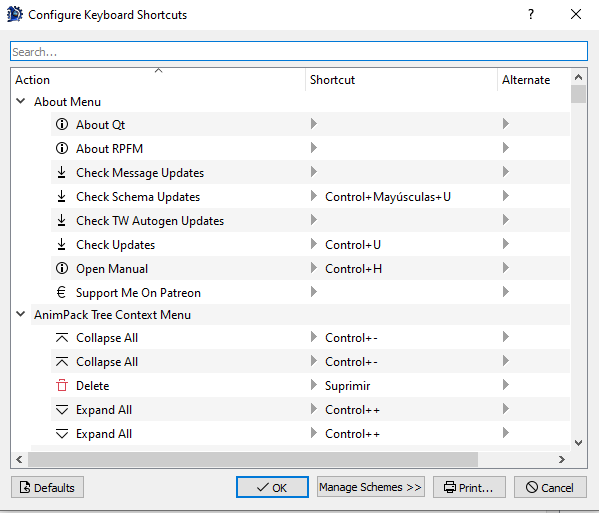 Configure Keyboard Shortcuts
Search...
Action Shortcut Alternate
About Menu
About Qt
About RPFM
Check Message Updates
Check Schema Updates Control+Mayúsculas+U
Check TW Autogen Updates
Check Updates Control+U
Open Manual Control+H
Support Me On Patreon
AnimPack Tree Context Menu
Collapse All Control+-
Collapse All Control+-
Delete Suprimir
Expand All Control++
Expand All Control++
Defaults OK Manage Schemes >> Print... Cancel